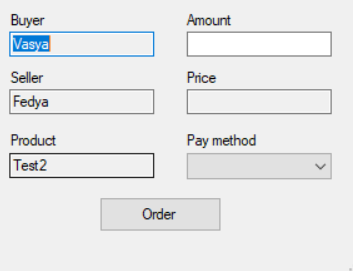 Buyer
Amount
Vasya
Seller
Price
Fedya
Product
Pay method
Test2
Order